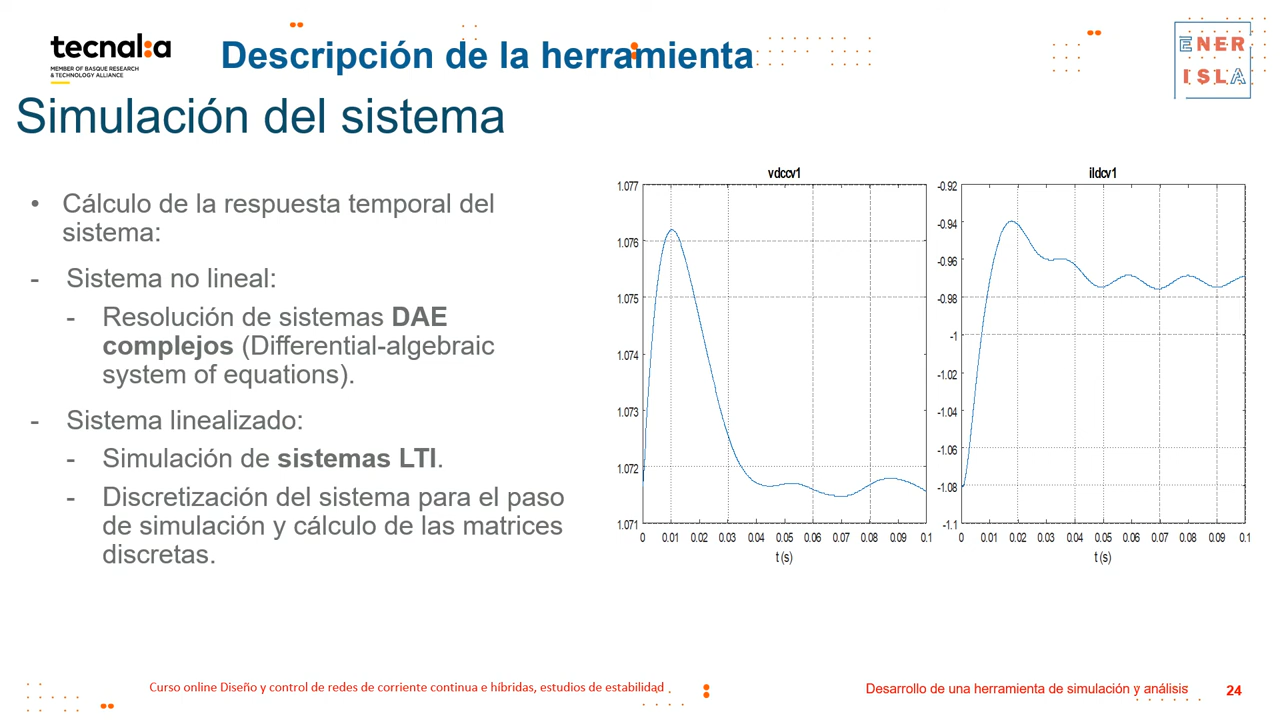 tecnal:a
MEMBER OF BASQUE RESEARCH
& TECHNOLOGY ALLIANCE
Descripción de la herramienta
ENER
ISLA
Simulación del sistema
• Cálculo de la respuesta temporal del
sistema:
- Sistema no lineal:
- Resolución de sistemas DAE
complejos (Differential-algebraic
system of equations).
- Sistema linealizado:
- Simulación de sistemas LTI.
- Discretización del sistema para el paso
de simulación y cálculo de las matrices
discretas.
vdccv1
1.077
1.076
1.075
1.074
1.073
1.072
1.071
0 0.01 0.02 0.03 0.04 0.05 0.06 0.07 0.08 0.09 0.1
t (s)
ildcv1
-0.92
-0.94
-0.96
-0.98
-1
-1.02
-1.04
-1.06
-1.08
-1.1
0 0.01 0.02 0.03 0.04 0.05 0.06 0.07 0.08 0.09 0.1
t (s)
Curso online Diseño y control de redes de corriente continua e híbridas, estudios de estabilidad
Desarrollo de una herramienta de simulación y análisis
24